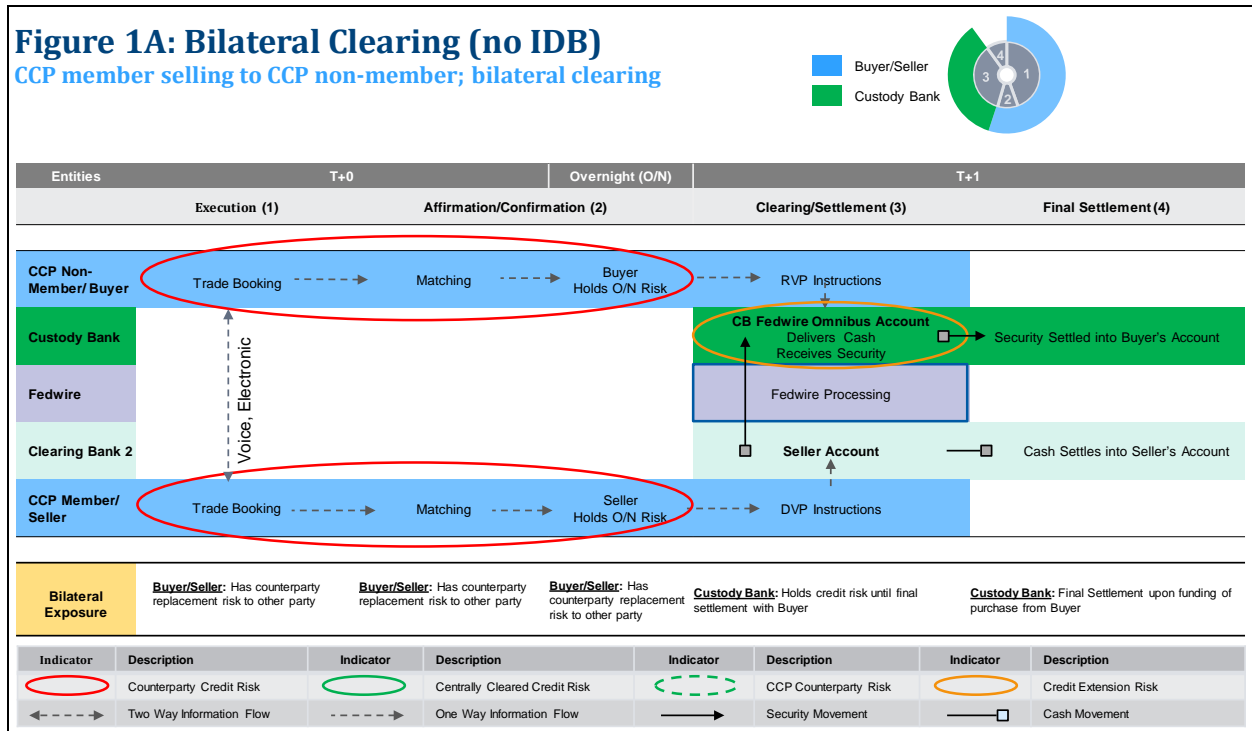 Figure 1A: Bilateral Clearing (no IDB)
CCP member selling to CCP non-member; bilateral clearing
Buyer/Seller
Custody Bank
4
3
1
2
Entities
T+0
Overnight (O/N)
T+1
Execution (1)
Affirmation/Confirmation (2)
Clearing/Settlement (3)
Final Settlement (4)
CCP Non-
Member/ Buyer
Trade Booking
Matching
Buyer
Holds O/N Risk
RVP Instructions
Custody Bank
CB Fedwire Omnibus Account
Delivers Cash
Receives Security
Security Settled into Buyer's Account
Voice, Electronic
Fedwire
Fedwire Processing
Clearing Bank 2
Seller Account
Cash Settles into Seller's Account
CCP Member/
Seller
Trade Booking
Matching
Seller
Holds O/N Risk
DVP Instructions
Bilateral
Exposure
Buyer/Seller: Has counterparty
replacement risk to other party
Buyer/Seller: Has counterparty
replacement risk to other party
Buyer/Seller: Has
counterparty replacement
risk to other party
Custody Bank: Holds credit risk until final
settlement with Buyer
Custody Bank: Final Settlement upon funding of
purchase from Buyer
Indicator
Description
Indicator
Description
Indicator
Description
Indicator
Description
Counterparty Credit Risk
Centrally Cleared Credit Risk
CCP Counterparty Risk
Credit Extension Risk
Two Way Information Flow
One Way Information Flow
Security Movement
Cash Movement